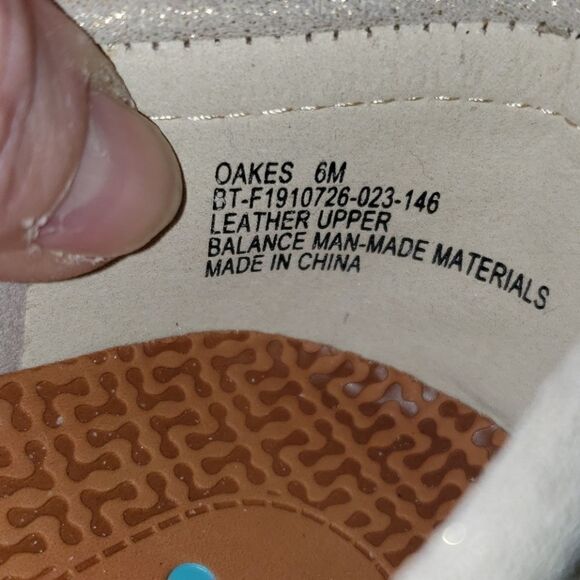 OAKES 6M
BT-F1910726-023-146
LEATHER UPPER
BALANCE MAN-MADE MATERIALS
MADE IN CHINA